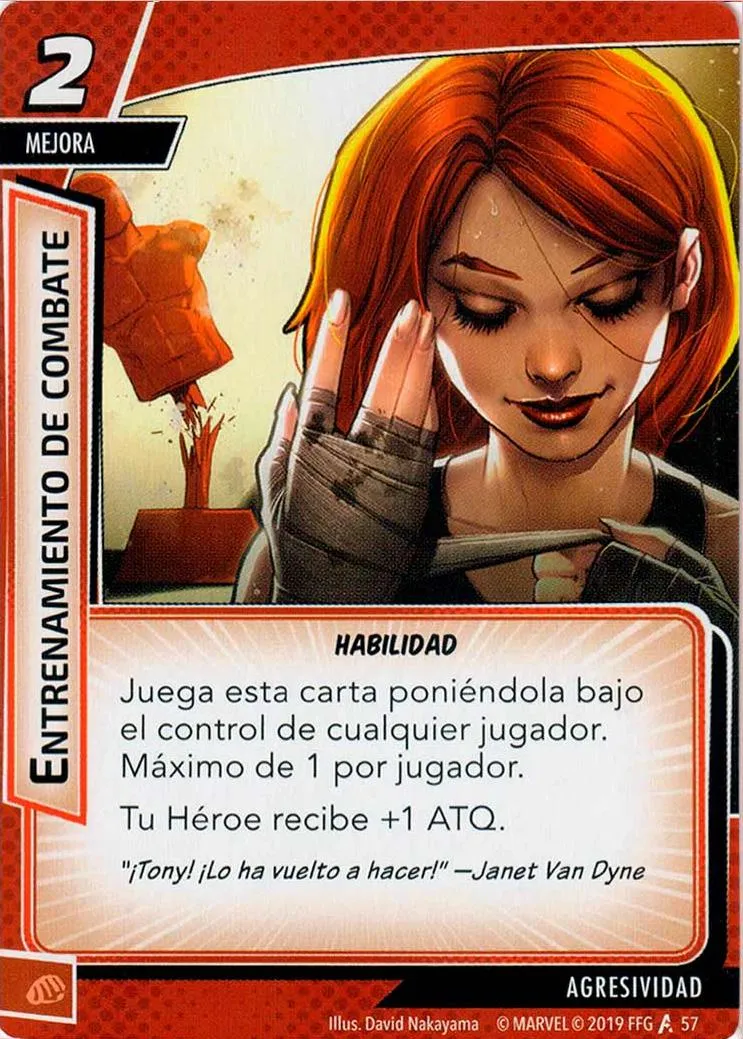 2
MEJORA
ENTRENAMIENTO DE COMBATE
HABILIDAD
Juega esta carta poniéndola bajo
el control de cualquier jugador.
Máximo de 1 por jugador.
Tu Héroe recibe +1 ATQ.
"¡Tony! ¡Lo ha vuelto a hacer!" —Janet Van Dyne
AGRESIVIDAD
Illus. David Nakayama © MARVEL © 2019 FFG 57